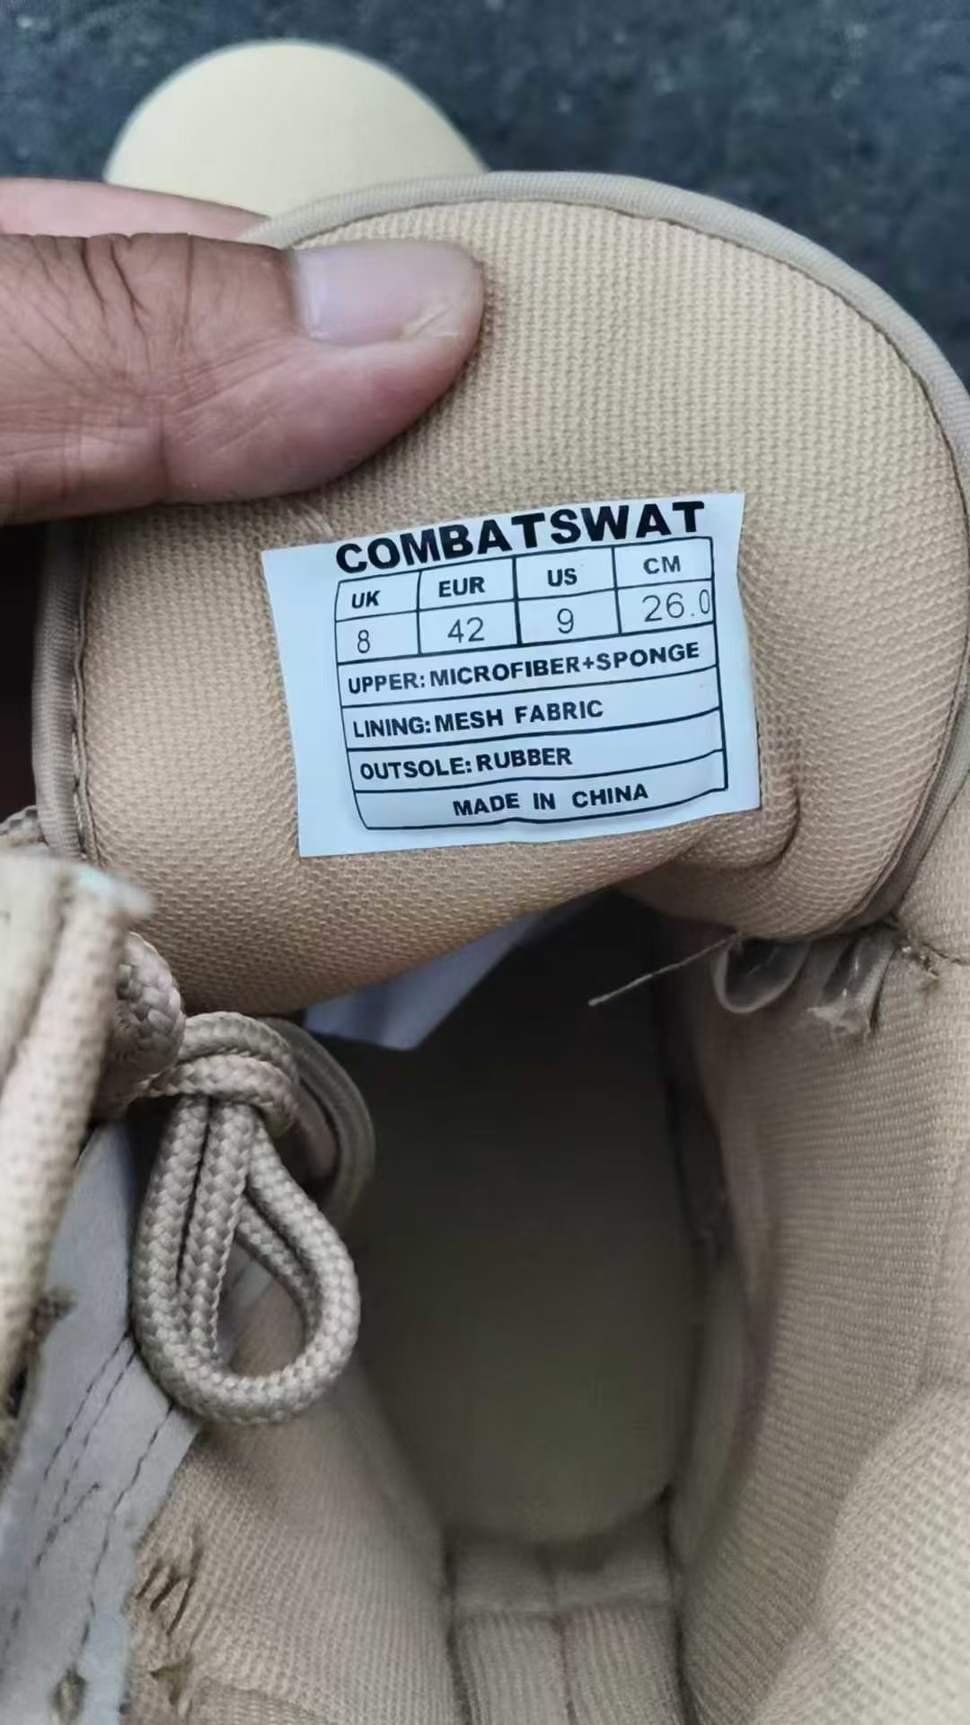 COMBATSWAT
UK EUR US CM
8 42 9 26.0
UPPER: MICROFIBER+SPONGE
LINING: MESH FABRIC
OUTSOLE: RUBBER
MADE IN CHINA